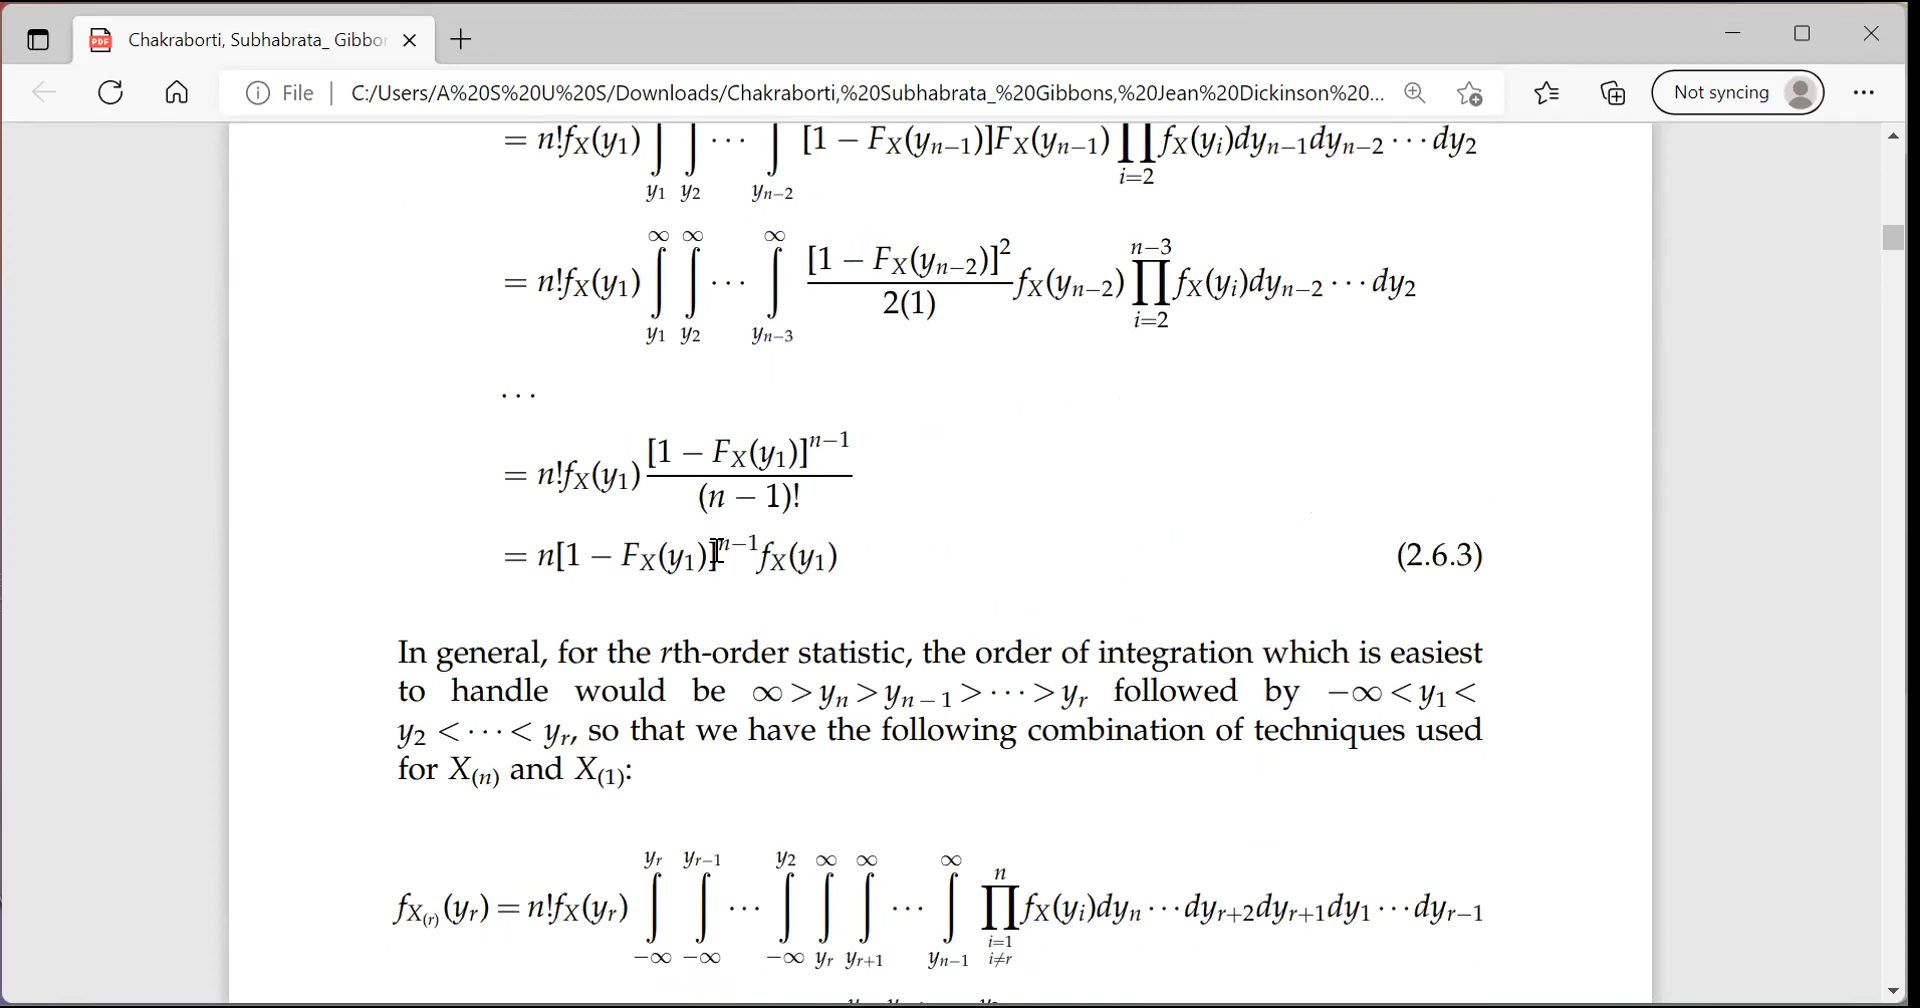 Chakraborti, Subhabrata_ Gibbo
File | C:/Users/A%20S%20U%20S/Downloads/Chakraborti,%20Subhabrata_%20Gibbons,%20Jean%20Dickinson%20... Not syncing
= n!f_X(y_1) ∫_{y_1} ∫_{y_2} ··· ∫_{y_{n−2}} [1 − F_X(y_{n−1})]F_X(y_{n−1}) ∏_{i=2} f_X(y_i)dy_{n−1}dy_{n−2} ··· dy_2
= n!f_X(y_1) ∫_{y_1}^{∞} ∫_{y_2}^{∞} ··· ∫_{y_{n−3}}^{∞} [1 − F_X(y_{n−2})]^2 / 2(1) f_X(y_{n−2}) ∏_{i=2}^{n−3} f_X(y_i)dy_{n−2} ··· dy_2
...
= n!f_X(y_1) [1 − F_X(y_1)]^{n−1} / (n − 1)!
= n[1 − F_X(y_1)]^{n−1} f_X(y_1) (2.6.3)
In general, for the rth-order statistic, the order of integration which is easiest
to handle would be ∞ > y_n > y_{n−1} > ··· > y_r followed by −∞ < y_1 <
y_2 < ··· < y_r, so that we have the following combination of techniques used
for X_{(n)} and X_{(1)}:
f_{X_{(r)}}(y_r) = n!f_X(y_r) ∫_{−∞}^{y_r} ∫_{−∞}^{y_{r−1}} ··· ∫_{−∞}^{y_2} ∫_{y_r}^{∞} ∫_{y_{r+1}}^{∞} ··· ∫_{y_{n−1}}^{∞} ∏_{i=1, i≠r}^{n} f_X(y_i)dy_n ··· dy_{r+2}dy_{r+1}dy_1 ··· dy_{r−1}